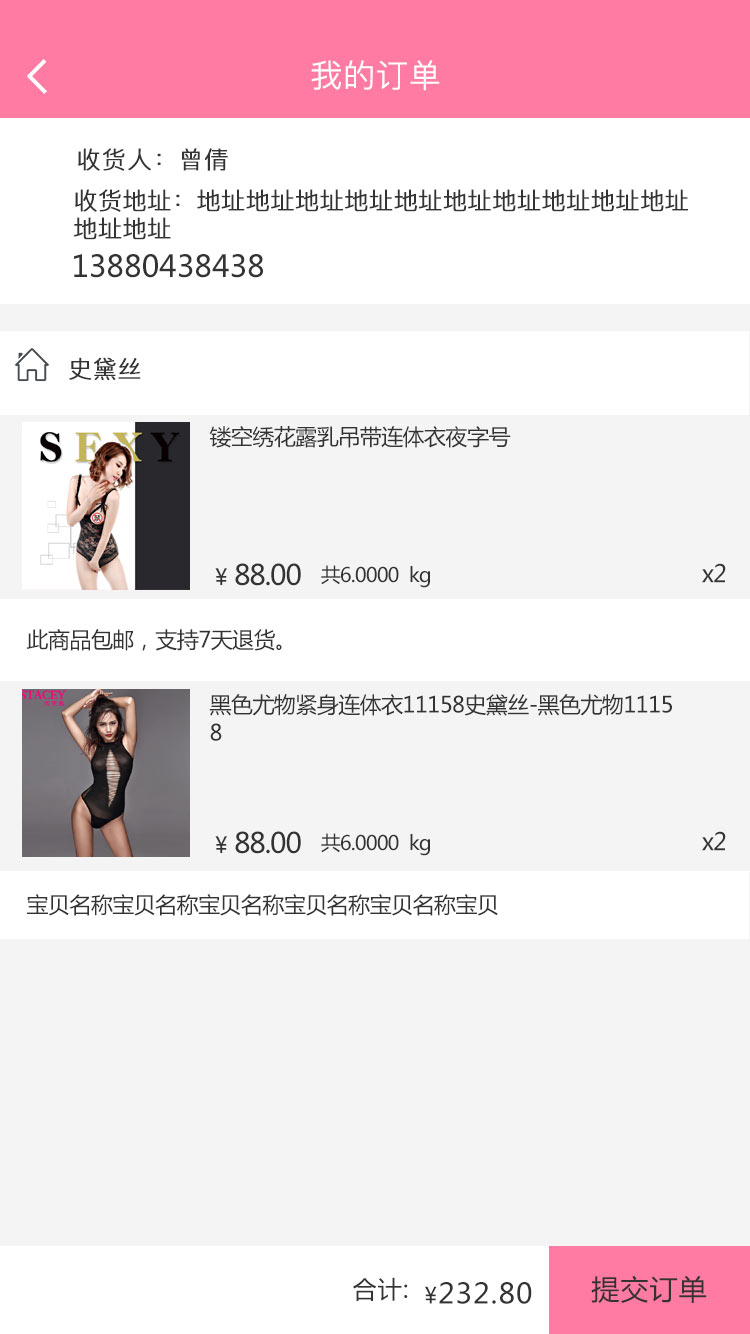 我的订单
收货人：曾倩
收货地址：地址地址地址地址地址地址地址地址地址地址
地址地址
13880438438
史黛丝
SEXY
镂空绣花露乳吊带连体衣夜字号
¥ 88.00 共6.0000 kg x2
此商品包邮，支持7天退货。
STACEY
黑色尤物紧身连体衣11158史黛丝-黑色尤物1115
8
¥ 88.00 共6.0000 kg x2
宝贝名称宝贝名称宝贝名称宝贝名称宝贝名称宝贝
合计: ¥232.80 提交订单